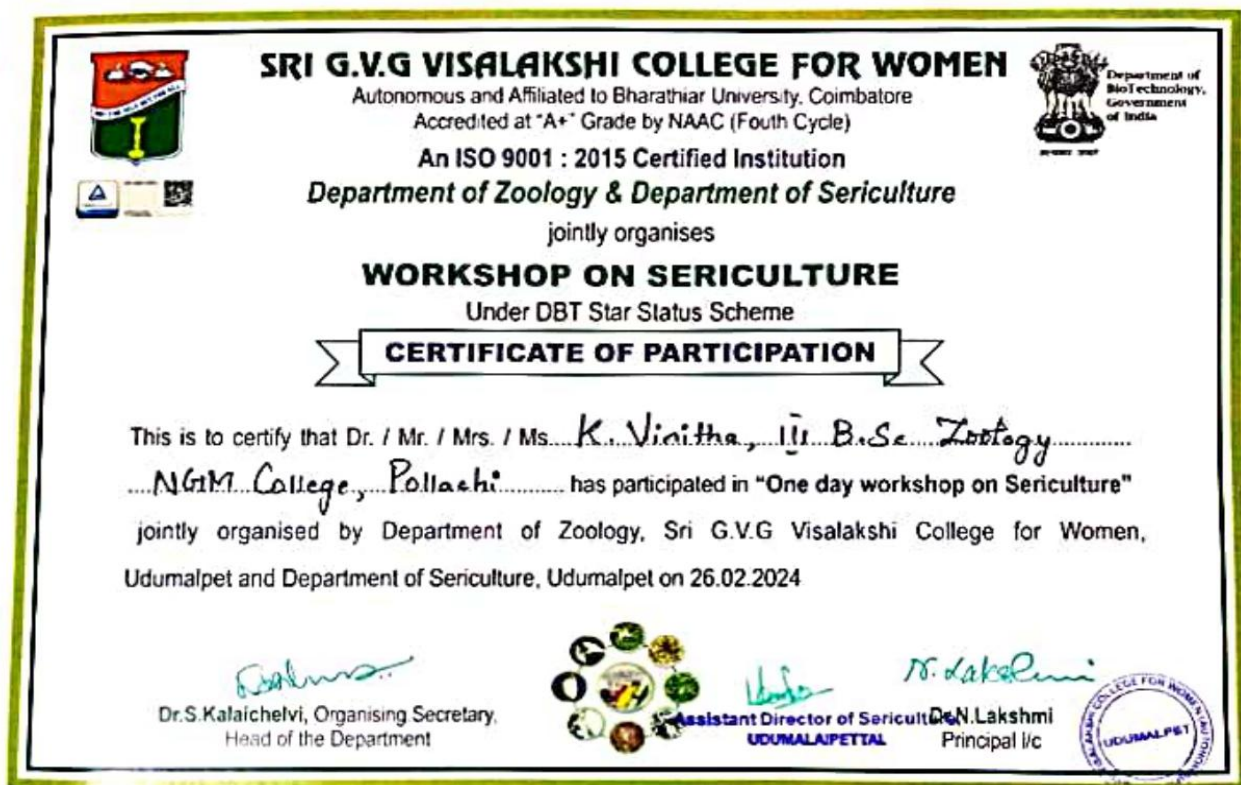 SRI G.V.G VISALAKSHI COLLEGE FOR WOMEN
Autonomous and Affiliated to Bharathiar University, Coimbatore
Accredited at "A+" Grade by NAAC (Fouth Cycle)
An ISO 9001 : 2015 Certified Institution
Department of BioTechnology,
Government
of India
Department of Zoology & Department of Sericulture
jointly organises
WORKSHOP ON SERICULTURE
Under DBT Star Status Scheme
CERTIFICATE OF PARTICIPATION
This is to certify that Dr. / Mr. / Mrs. / Ms. K. Vinitha, III B.Sc Zoology
NGM College, Pollachi has participated in "One day workshop on Sericulture"
jointly organised by Department of Zoology, Sri G.V.G Visalakshi College for Women,
Udumalpet and Department of Sericulture, Udumalpet on 26.02.2024
N. Lakshmi
Dr.S.Kalaichelvi, Organising Secretary,
Head of the Department
Assistant Director of Sericulture
UDUMALAIPETTAI
Dr.N.Lakshmi
Principal I/c
COLLEGE FOR WOMEN
UDUMALPET